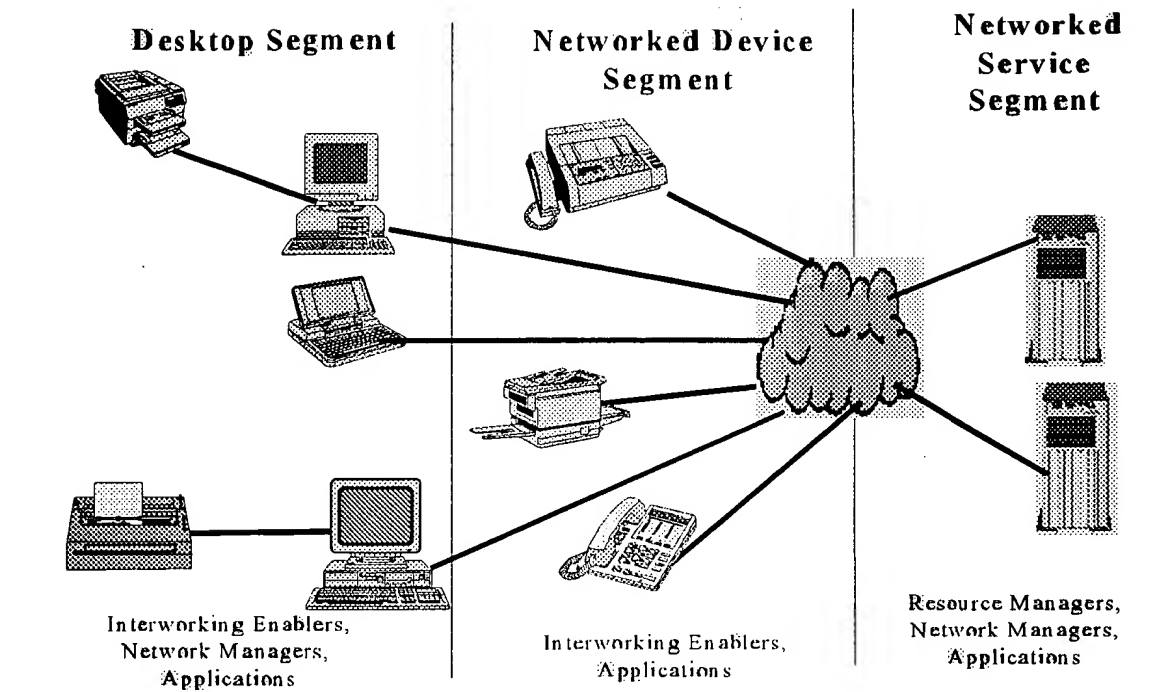 Desktop Segment
Networked Device
Segment
Networked
Service
Segment
Interworking Enablers,
Network Managers,
Applications
Interworking Enablers,
Applications
Resource Managers,
Network Managers,
Applications